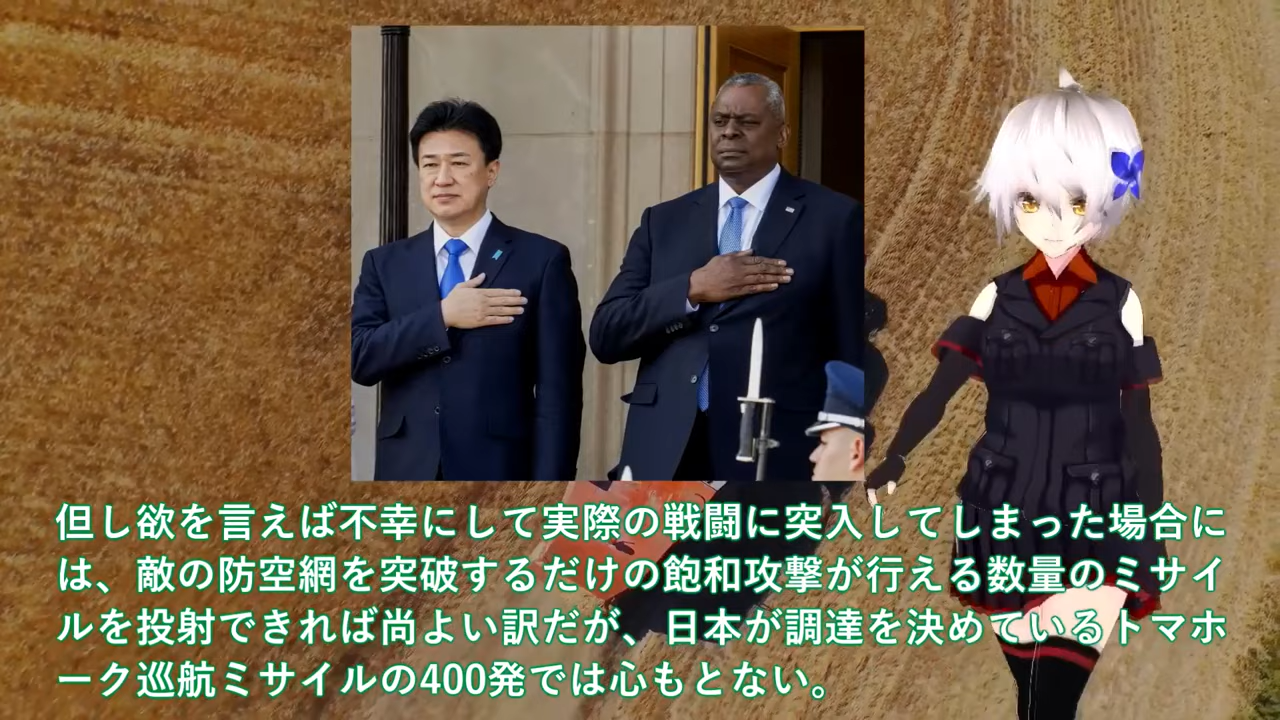 但し欲を言えば不幸にして実際の戦闘に突入してしまった場合に
は、敵の防空網を突破するだけの飽和攻撃が行える数量のミサイ
ルを投射できれば尚よい訳だが、日本が調達を決めているトマホ
ーク巡航ミサイルの400発では心もとない。